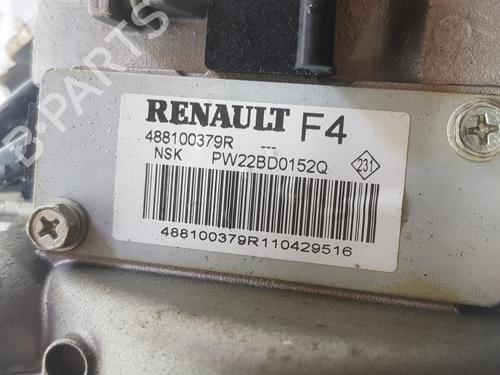 B-PARTS
RENAULT F4
488100379R ---
NSK PW22BD0152Q 231
488100379R110429516